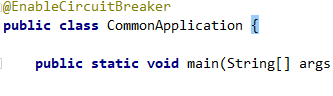 @EnableCircuitBreaker
public class CommonApplication {
public static void main(String[] args